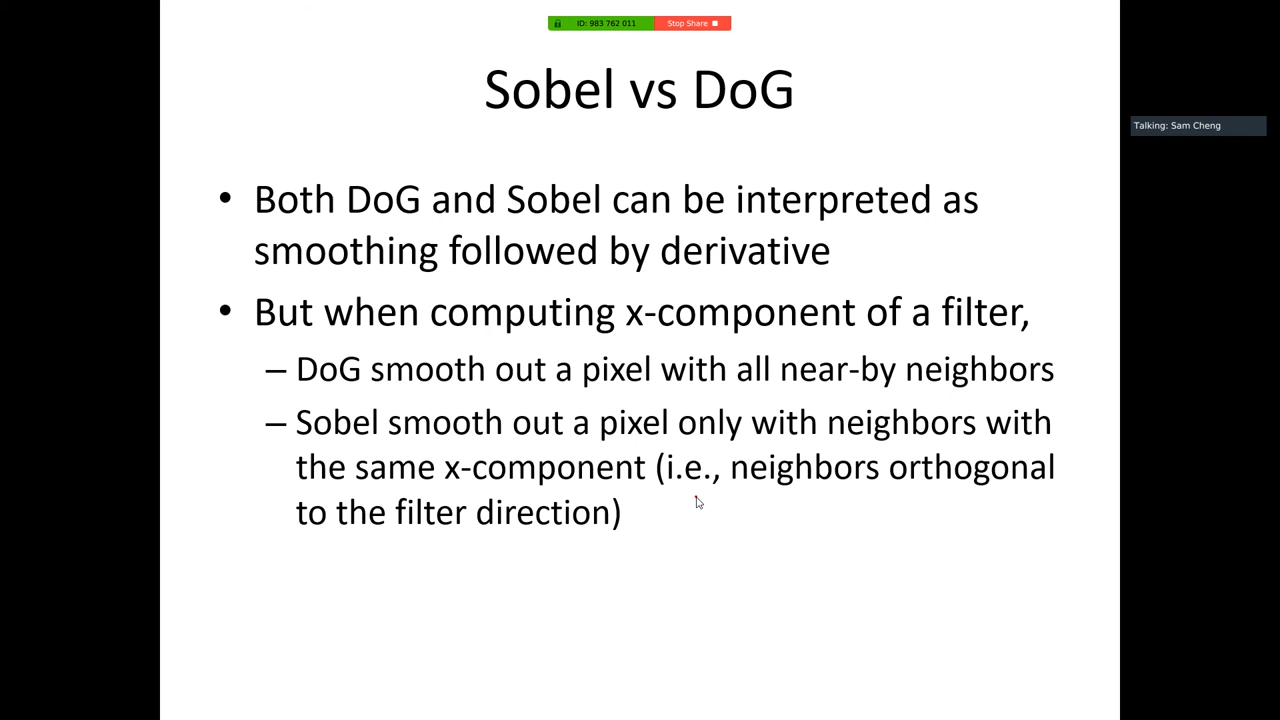 ID: 983 762 011 Stop Share
Sobel vs DoG
Talking: Sam Cheng
• Both DoG and Sobel can be interpreted as
smoothing followed by derivative
• But when computing x-component of a filter,
– DoG smooth out a pixel with all near-by neighbors
– Sobel smooth out a pixel only with neighbors with
the same x-component (i.e., neighbors orthogonal
to the filter direction)